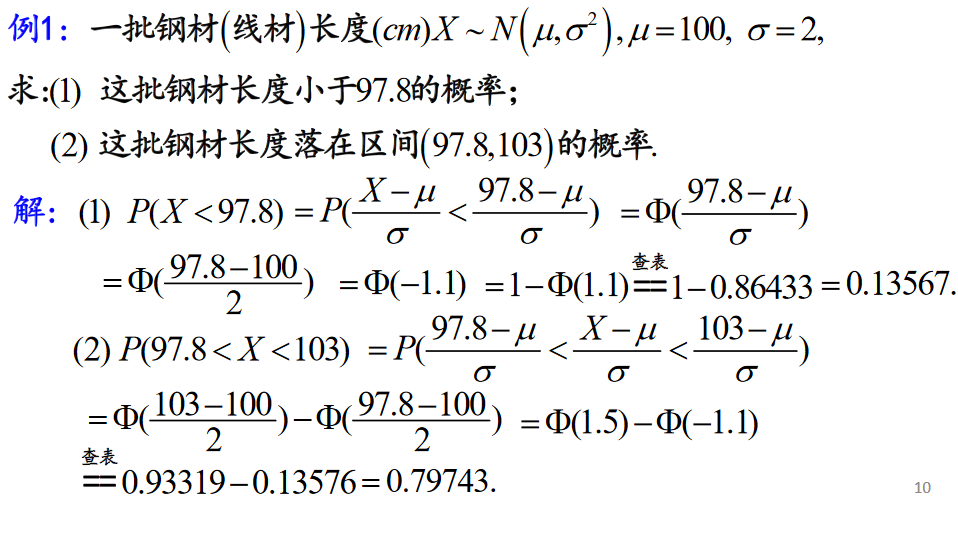 例1：一批钢材(线材)长度(cm)X ~ N(μ,σ²), μ=100, σ=2,
求:(1) 这批钢材长度小于97.8的概率；
(2) 这批钢材长度落在区间(97.8,103)的概率.
解：(1) P(X<97.8) = P((X−μ)/σ < (97.8−μ)/σ) = Φ((97.8−μ)/σ)
= Φ((97.8−100)/2) = Φ(−1.1) = 1−Φ(1.1) 查表 == 1−0.86433 = 0.13567.
(2) P(97.8<X<103) = P((97.8−μ)/σ < (X−μ)/σ < (103−μ)/σ)
= Φ((103−100)/2) − Φ((97.8−100)/2) = Φ(1.5) − Φ(−1.1)
查表 == 0.93319−0.13576 = 0.79743.
10